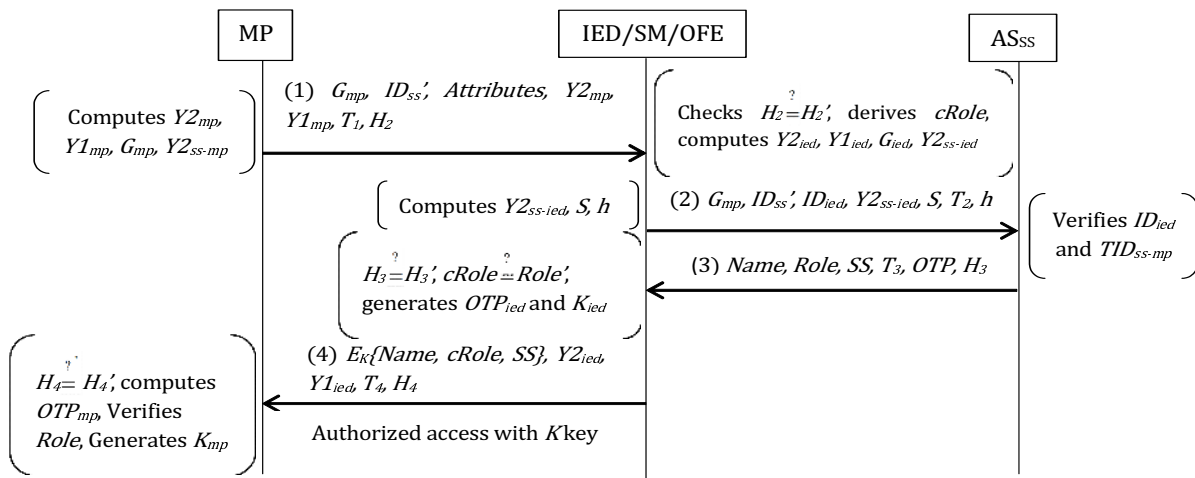 MP
IED/SM/OFE
ASss
Computes Y2mp,
Y1mp, Gmp, Y2ss-mp
(1) Gmp, IDss′, Attributes, Y2mp,
Y1mp, T1, H2
Checks H2 ≟ H2′, derives cRole,
computes Y2ied, Y1ied, Gied, Y2ss-ied
Computes Y2ss-ied, S, h
(2) Gmp, IDss′, IDied, Y2ss-ied, S, T2, h
Verifies IDied
and TIDss-mp
H3 ≟ H3′, cRole ≟ Role′,
generates OTPied and Kied
(3) Name, Role, SS, T3, OTP, H3
(4) EK{Name, cRole, SS}, Y2ied,
Y1ied, T4, H4
H4 ≟ H4′, computes
OTPmp, Verifies
Role, Generates Kmp
Authorized access with K key